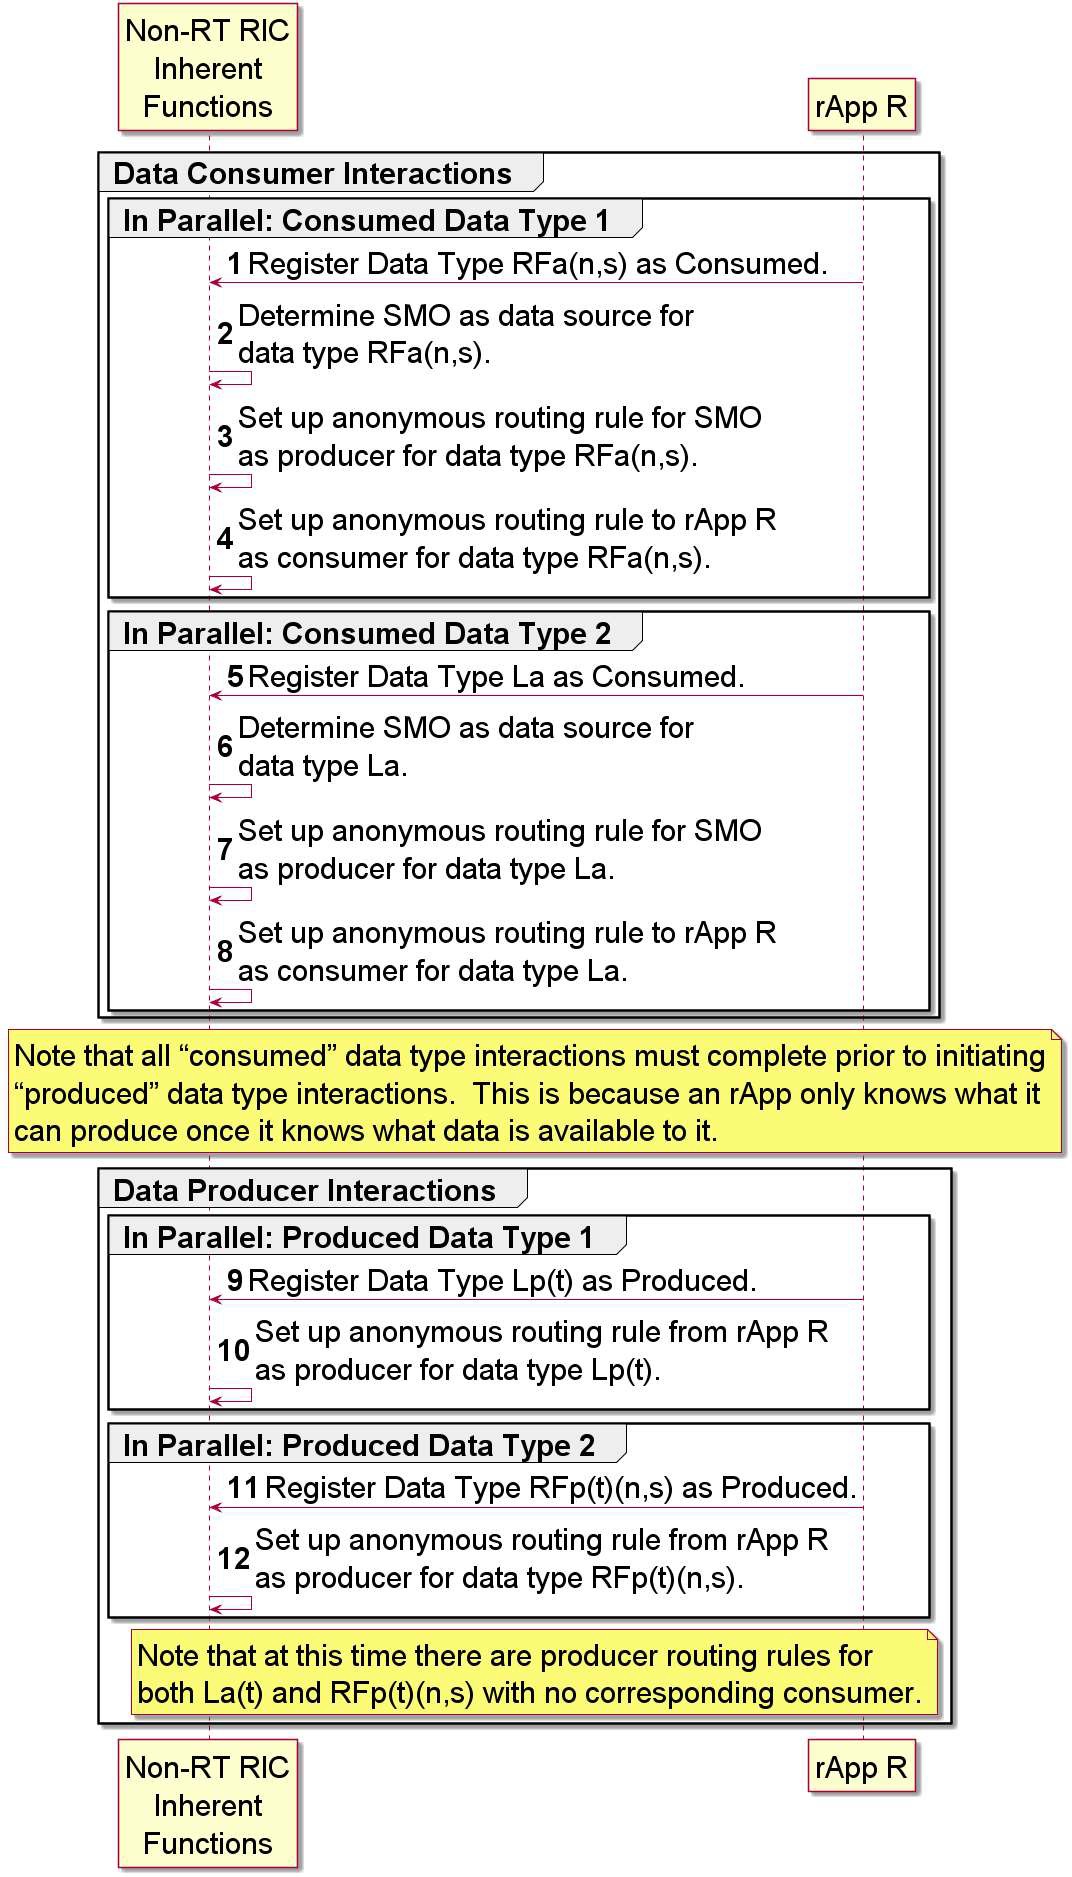 Non-RT RIC
Inherent
Functions
rApp R
Data Consumer Interactions
In Parallel: Consumed Data Type 1
1 Register Data Type RFa(n,s) as Consumed.
2 Determine SMO as data source for
data type RFa(n,s).
3 Set up anonymous routing rule for SMO
as producer for data type RFa(n,s).
4 Set up anonymous routing rule to rApp R
as consumer for data type RFa(n,s).
In Parallel: Consumed Data Type 2
5 Register Data Type La as Consumed.
6 Determine SMO as data source for
data type La.
7 Set up anonymous routing rule for SMO
as producer for data type La.
8 Set up anonymous routing rule to rApp R
as consumer for data type La.
Note that all “consumed” data type interactions must complete prior to initiating
“produced” data type interactions.  This is because an rApp only knows what it
can produce once it knows what data is available to it.
Data Producer Interactions
In Parallel: Produced Data Type 1
9 Register Data Type Lp(t) as Produced.
10 Set up anonymous routing rule from rApp R
as producer for data type Lp(t).
In Parallel: Produced Data Type 2
11 Register Data Type RFp(t)(n,s) as Produced.
12 Set up anonymous routing rule from rApp R
as producer for data type RFp(t)(n,s).
Note that at this time there are producer routing rules for
both La(t) and RFp(t)(n,s) with no corresponding consumer.
Non-RT RIC
Inherent
Functions
rApp R